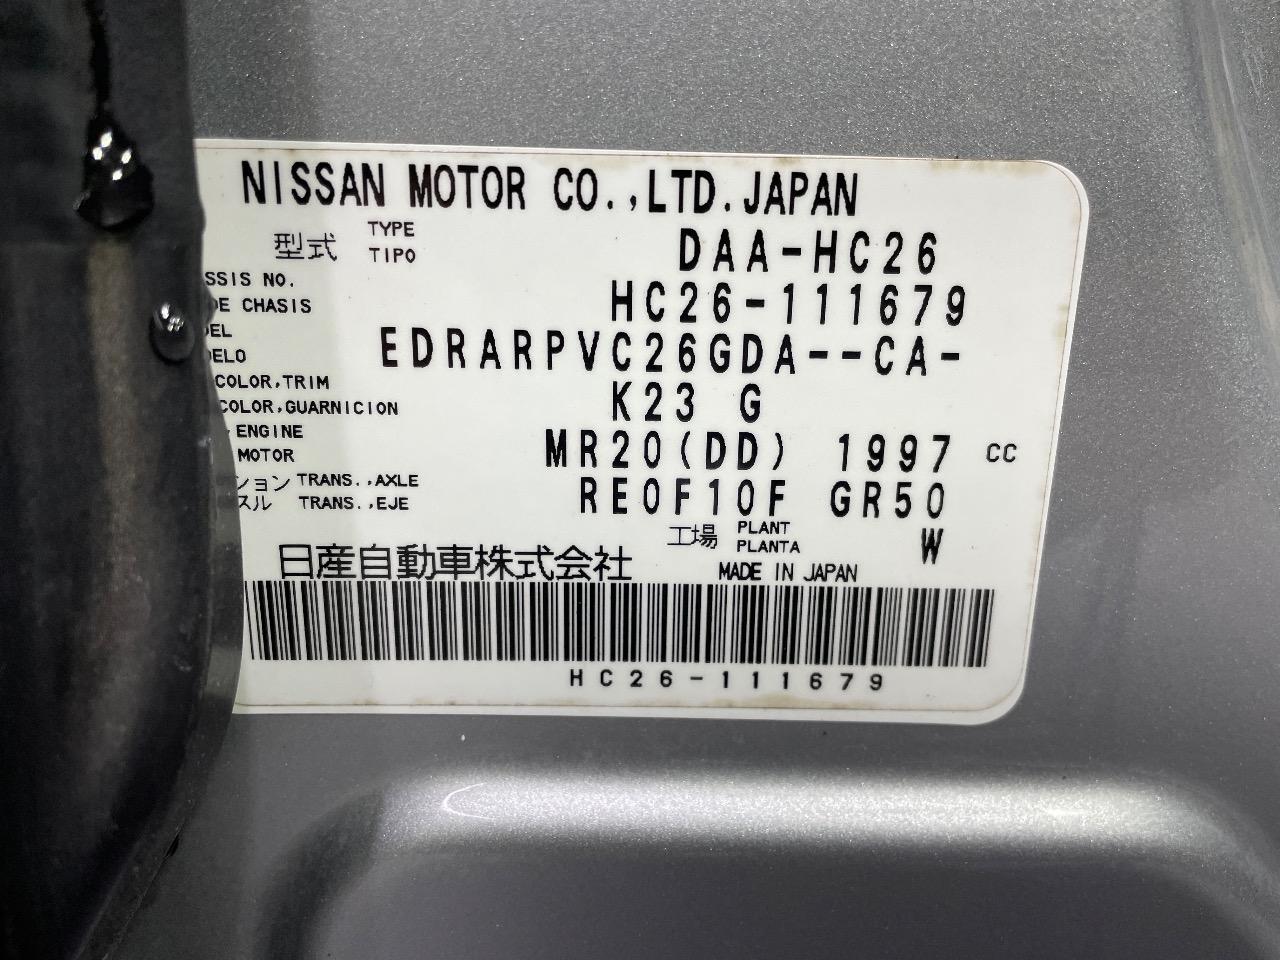 NISSAN MOTOR CO.,LTD.JAPAN
型式 TYPE TIPO DAA-HC26
SSIS NO.
DE CHASIS HC26-111679
DEL
DELO EDRARPVC26GDA--CA-
COLOR,TRIM
COLOR,GUARNICION K23 G
ENGINE
MOTOR MR20(DD) 1997 CC
ション TRANS.,AXLE
スル TRANS.,EJE RE0F10F GR50
工場 PLANT PLANTA W
日産自動車株式会社 MADE IN JAPAN
HC26-111679